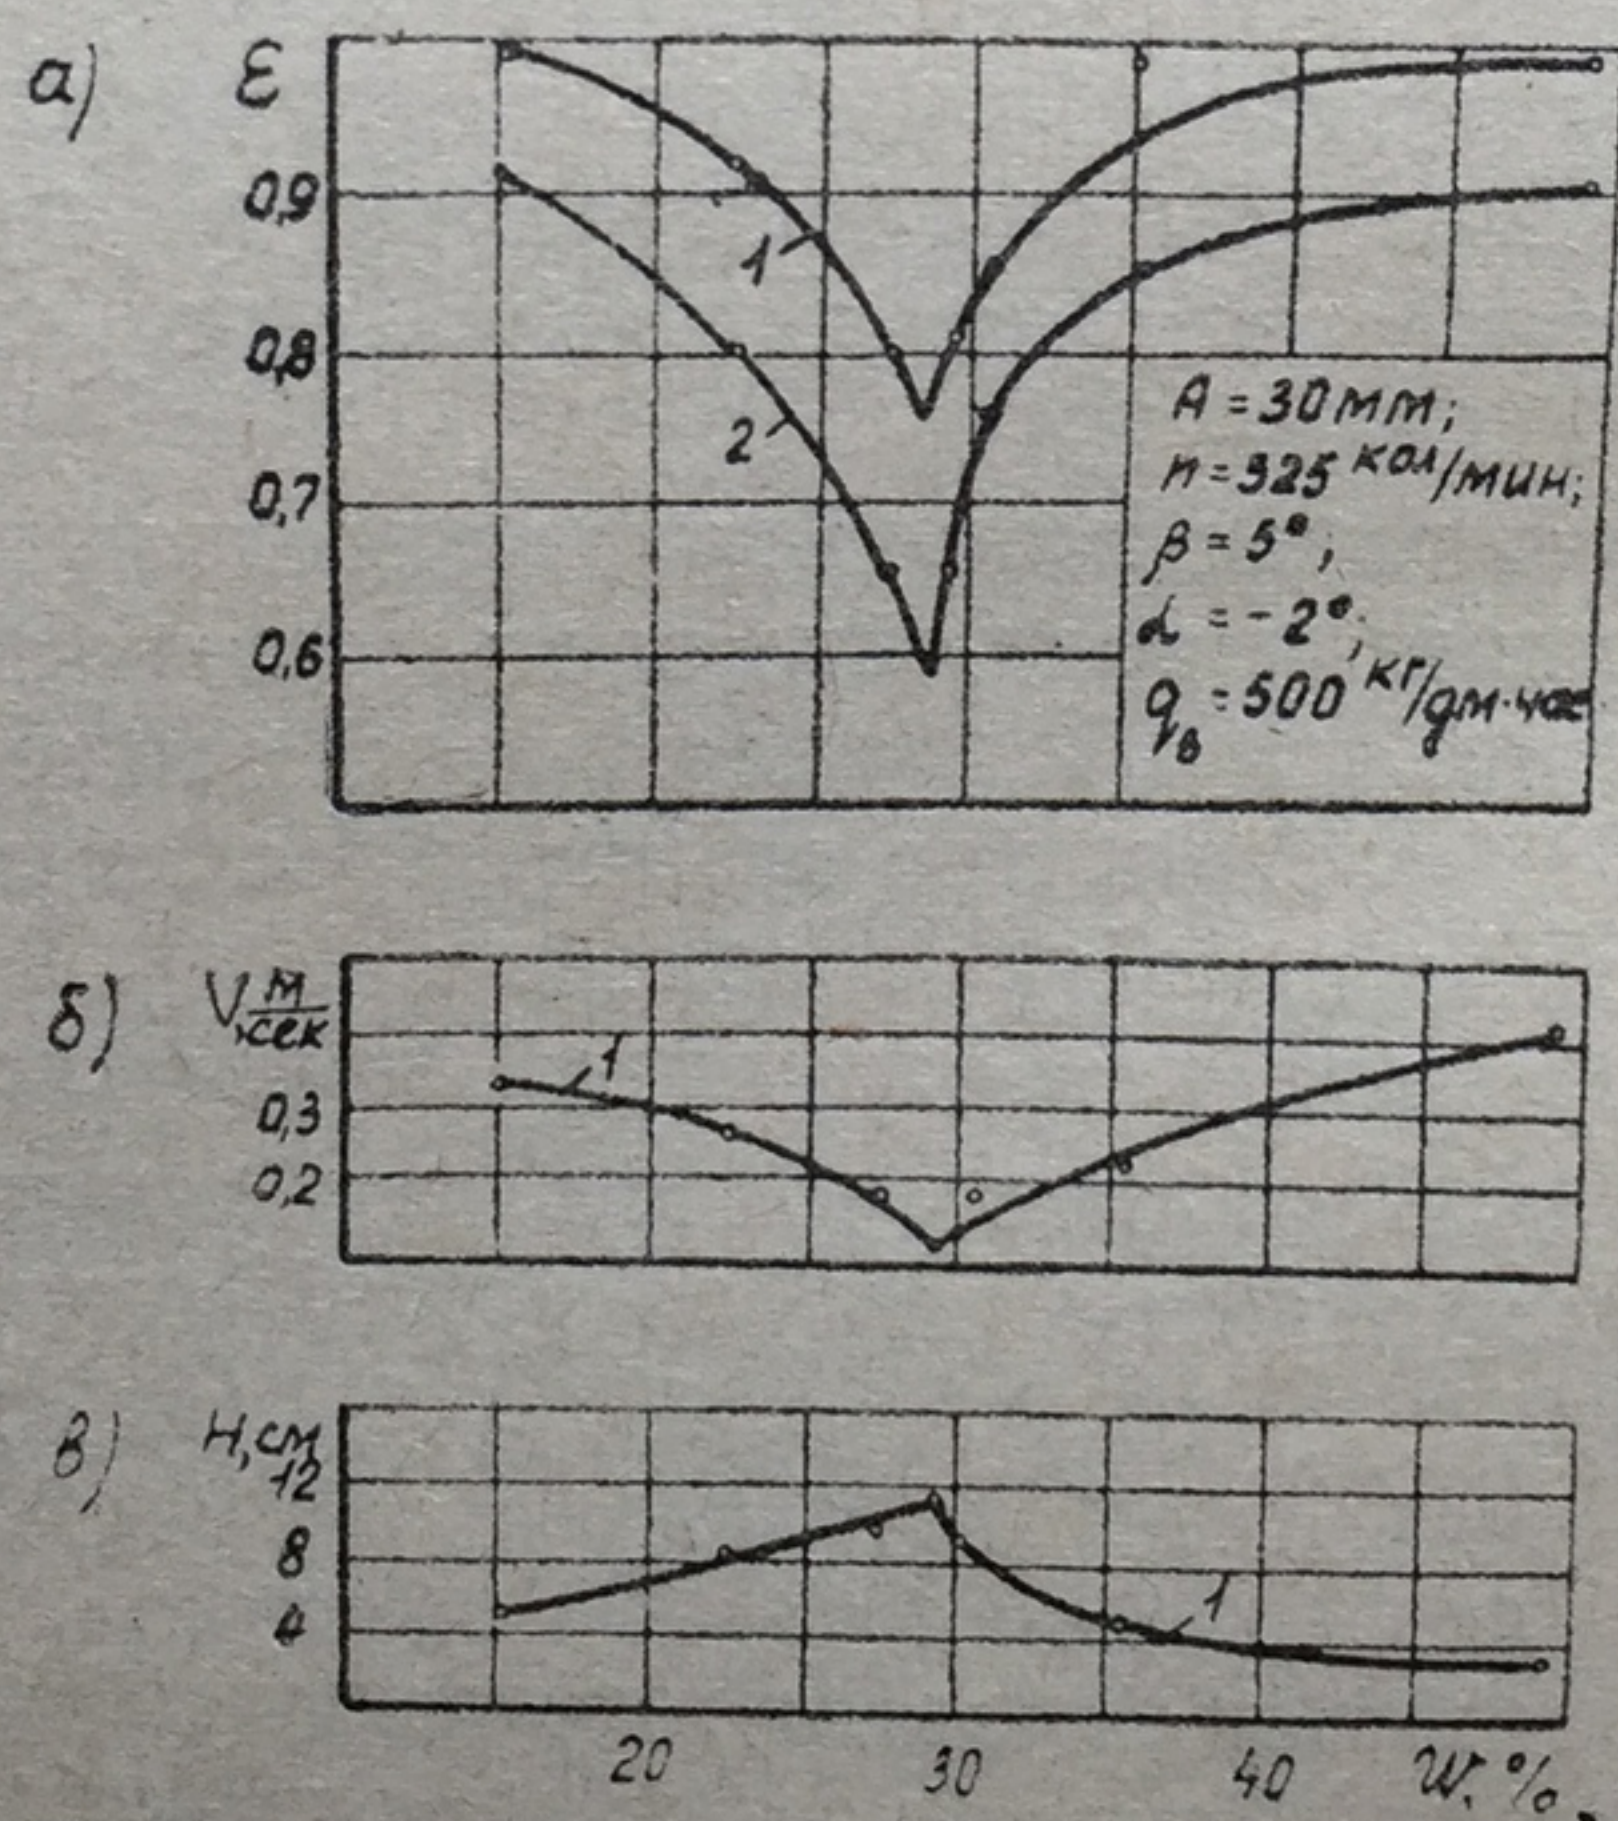 а) ε
0,9
0,8
0,7
0,6
1
2
A = 30 мм;
n = 325 кол/мин;
β = 5°;
α = -2°;
qв = 500 кг/дм·час
б) V, м/сек
0,3
0,2
1
в) H, см
12
8
4
1
20 30 40 W, %.